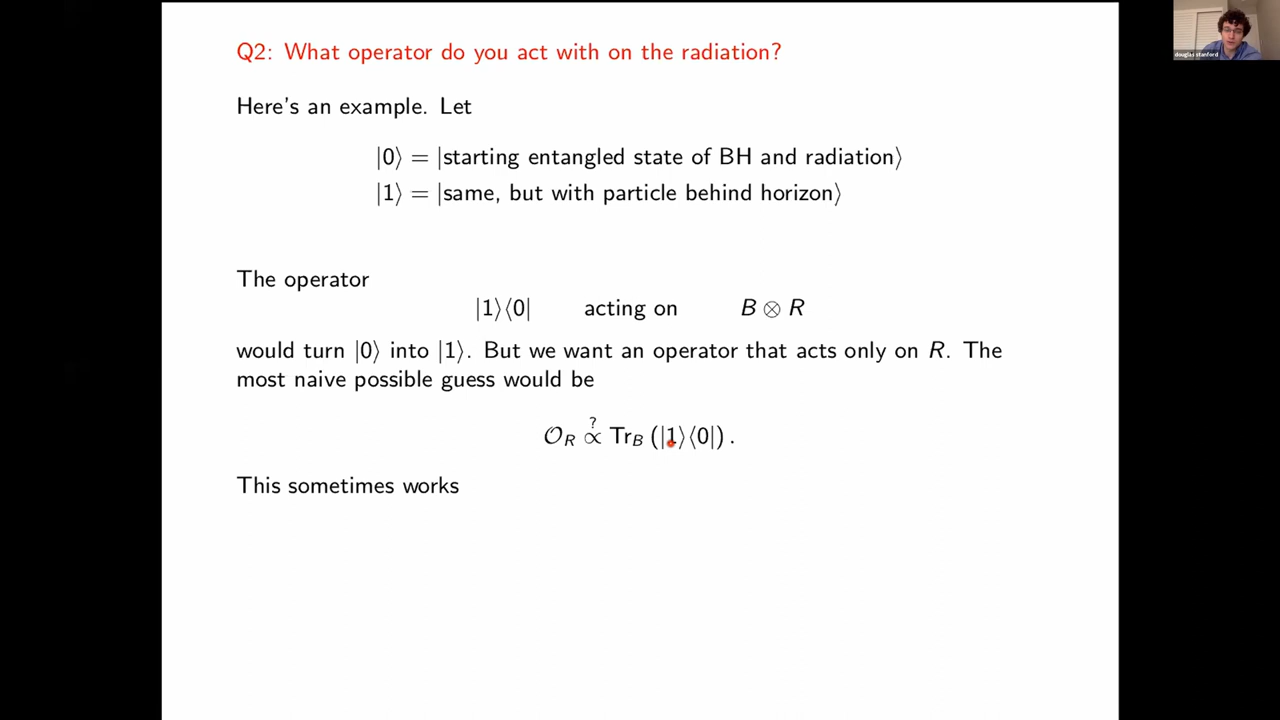 Q2: What operator do you act with on the radiation?
Here's an example. Let
|0⟩ = |starting entangled state of BH and radiation⟩
|1⟩ = |same, but with particle behind horizon⟩
The operator
|1⟩⟨0| acting on B ⊗ R
would turn |0⟩ into |1⟩. But we want an operator that acts only on R. The
most naive possible guess would be
𝒪_R ∝^? Tr_B (|1⟩⟨0|) .
This sometimes works
douglas stanford